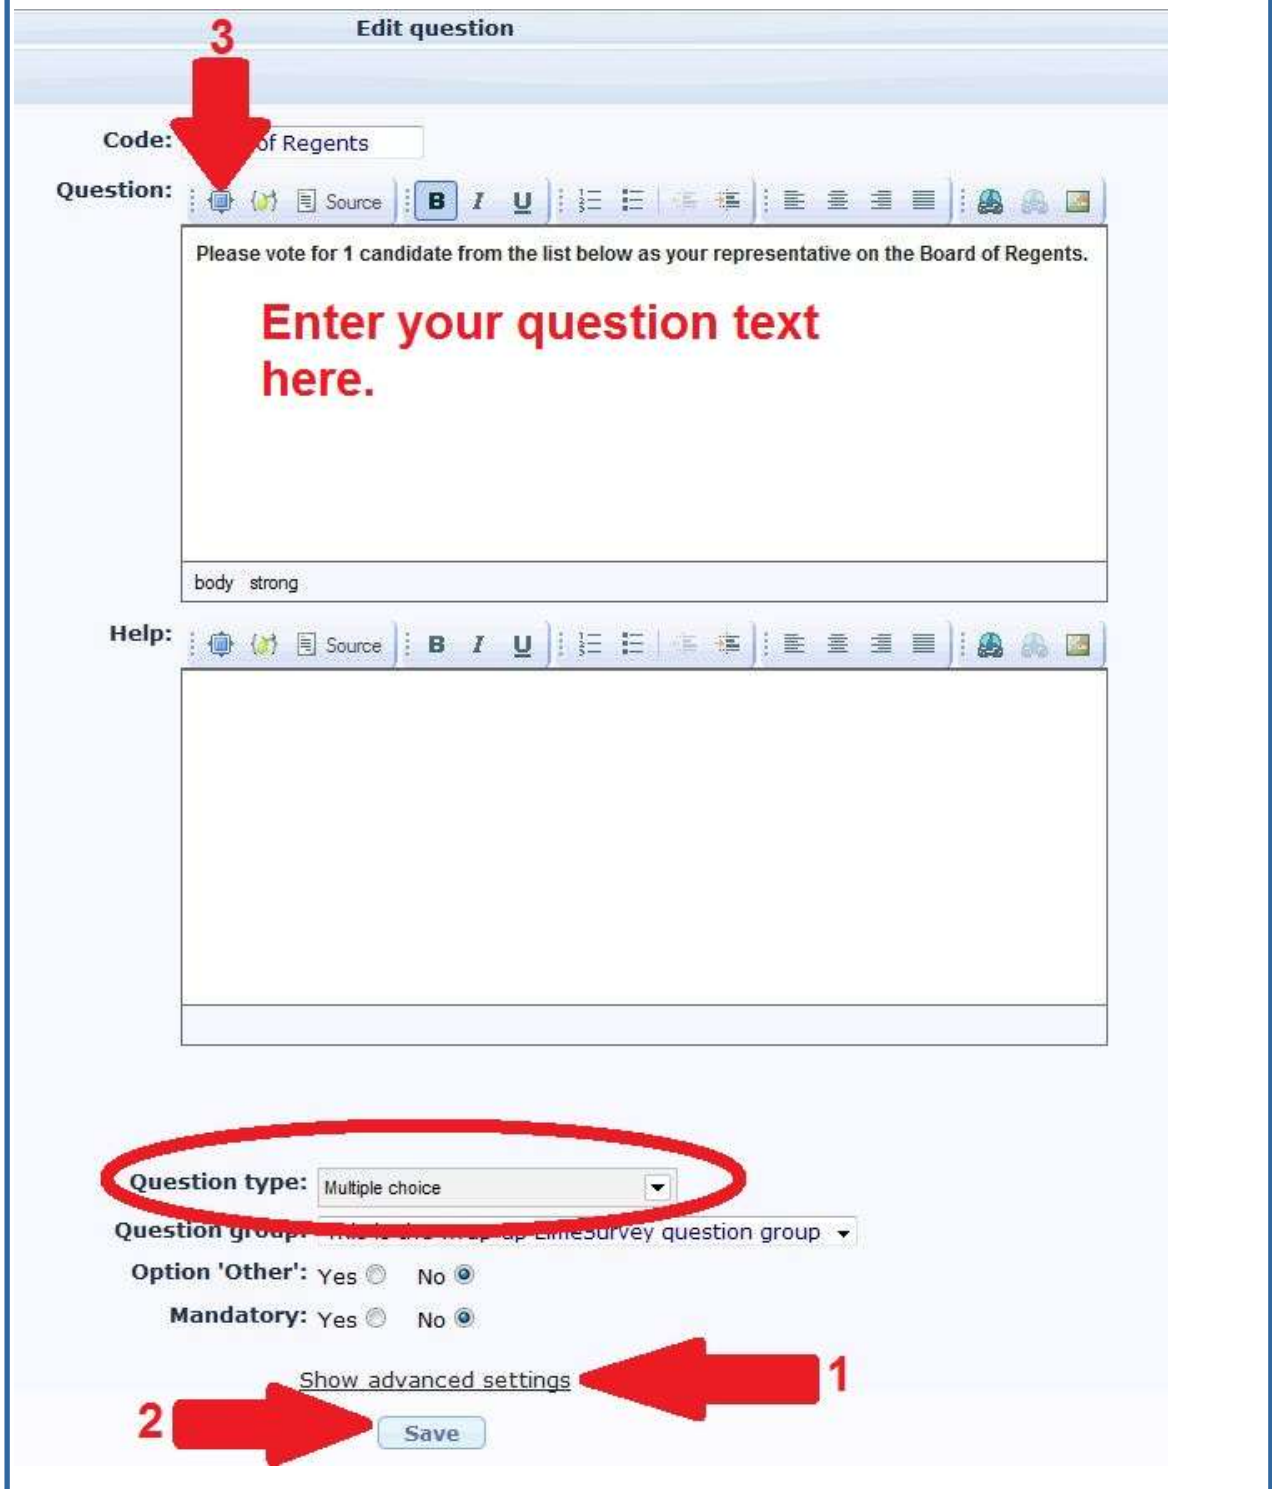 3
Edit question
Code: of Regents
Question: Source B I U
Please vote for 1 candidate from the list below as your representative on the Board of Regents.
Enter your question text
here.
body strong
Help: Source B I U
Question type: Multiple choice
Question group: LimeSurvey question group
Option 'Other': Yes No
Mandatory: Yes No
Show advanced settings 1
2 Save